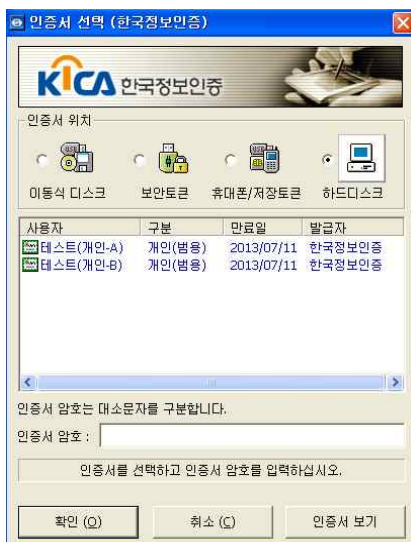 인증서 선택 (한국정보인증)
KICA 한국정보인증
인증서 위치
이동식 디스크 보안토큰 휴대폰/저장토큰 하드디스크
사용자 구분 만료일 발급자
테스트(개인-A) 개인(범용) 2013/07/11 한국정보인증
테스트(개인-B) 개인(범용) 2013/07/11 한국정보인증
인증서 암호는 대소문자를 구분합니다.
인증서 암호 :
인증서를 선택하고 인증서 암호를 입력하십시오.
확인 (O) 취소 (C) 인증서 보기